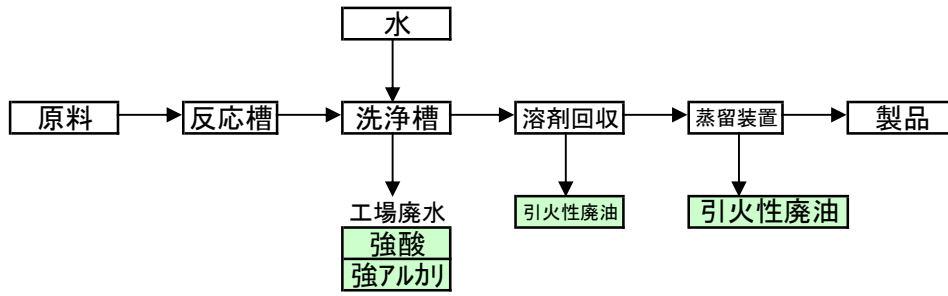 水
原料
反応槽
洗浄槽
溶剤回収
蒸留装置
製品
工場廃水
強酸
強アルカリ
引火性廃油
引火性廃油